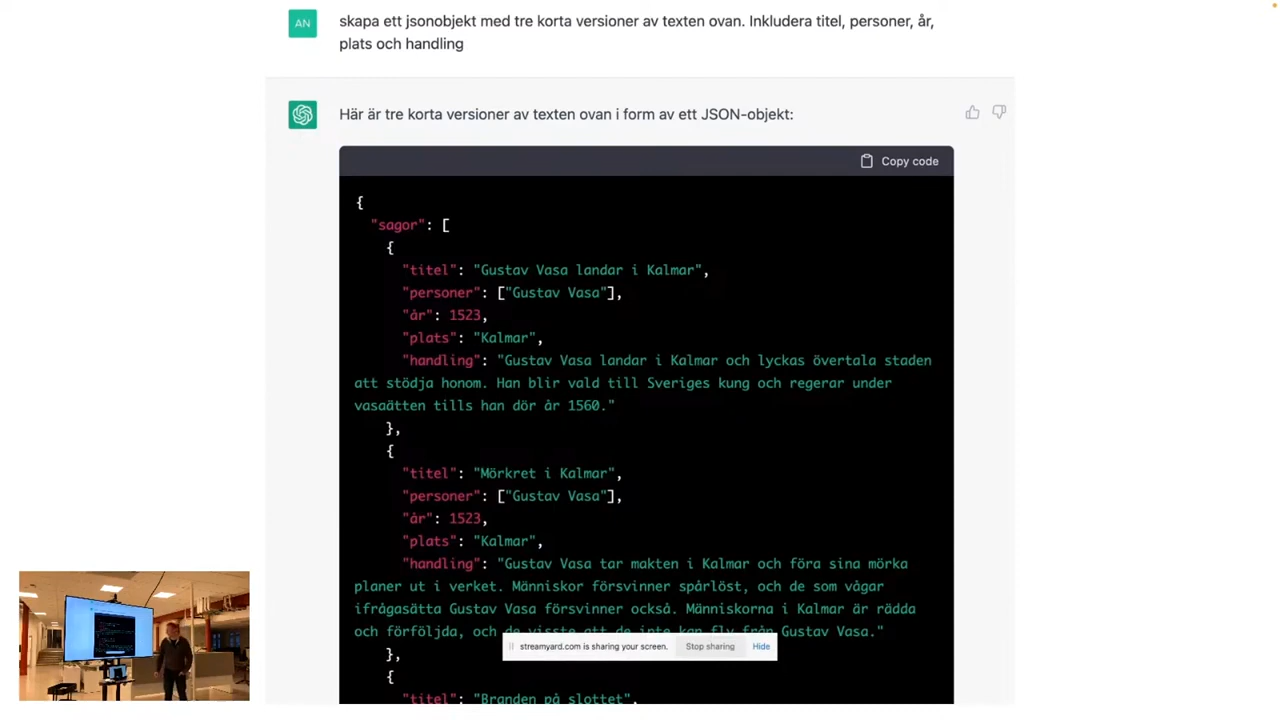 AN
skapa ett jsonobjekt med tre korta versioner av texten ovan. Inkludera titel, personer, år,
plats och handling
Här är tre korta versioner av texten ovan i form av ett JSON-objekt:
Copy code
{
"sagor": [
{
"titel": "Gustav Vasa landar i Kalmar",
"personer": ["Gustav Vasa"],
"år": 1523,
"plats": "Kalmar",
"handling": "Gustav Vasa landar i Kalmar och lyckas övertala staden
att stödja honom. Han blir vald till Sveriges kung och regerar under
vasaätten tills han dör år 1560."
},
{
"titel": "Mörkret i Kalmar",
"personer": ["Gustav Vasa"],
"år": 1523,
"plats": "Kalmar",
"handling": "Gustav Vasa tar makten i Kalmar och föra sina mörka
planer ut i verket. Människor försvinner spårlöst, och de som vågar
ifrågasätta Gustav Vasa försvinner också. Människorna i Kalmar är rädda
och förföljda, och de visste att de inte kan fly från Gustav Vasa."
streamyard.com is sharing your screen. Stop sharing Hide
},
{
"titel": "Branden på slottet",